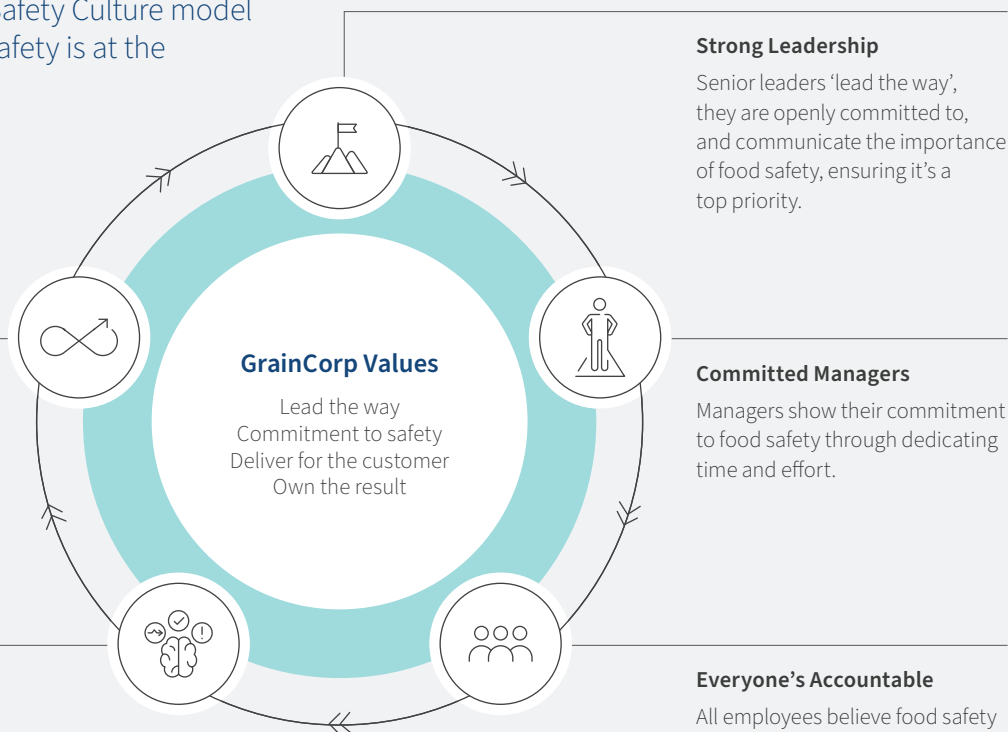 Safety Culture model
afety is at the
Strong Leadership
Senior leaders ‘lead the way’,
they are openly committed to,
and communicate the importance
of food safety, ensuring it’s a
top priority.
GrainCorp Values
Lead the way
Commitment to safety
Deliver for the customer
Own the result
Committed Managers
Managers show their commitment
to food safety through dedicating
time and effort.
Everyone’s Accountable
All employees believe food safety